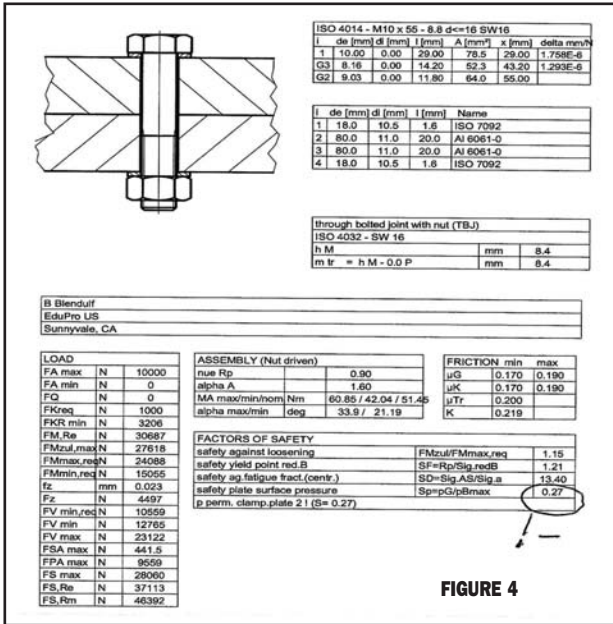 ISO 4014 - M10 x 55 - 8.8 d<=16 SW16
i de [mm] di [mm] l [mm] A [mm²] x [mm] delta mm/N
1 10.00 0.00 29.00 78.5 29.00 1.758E-6
G3 8.16 0.00 14.20 52.3 43.20 1.293E-6
G2 9.03 0.00 11.80 64.0 55.00
i de [mm] di [mm] l [mm] Name
1 18.0 10.5 1.6 ISO 7092
2 80.0 11.0 20.0 Al 6061-0
3 80.0 11.0 20.0 Al 6061-0
4 18.0 10.5 1.6 ISO 7092
through bolted joint with nut (TBJ)
ISO 4032 - SW 16
h M mm 8.4
m tr = h M - 0.0 P mm 8.4
B Blendulf
EduPro US
Sunnyvale, CA
LOAD
FA max N 10000
FA min N 0
FQ N 0
FKreq N 1000
FKR min N 3206
FM,Re N 30687
FMzul,max N 27618
FMmax,req N 24088
FMmin,req N 15055
fz mm 0.023
Fz N 4497
FV min,req N 10559
FV min N 12765
FV max N 23122
FSA max N 441.5
FPA max N 9559
FS max N 28060
FS,Re N 37113
FS,Rm N 46392
ASSEMBLY (Nut driven)
nue Rp 0.90
alpha A 1.60
MA max/min/nom Nm 60.85 / 42.04 / 51.45
alpha max/min deg 33.9 / 21.19
FRICTION min max
µG 0.170 0.190
µK 0.170 0.190
µTr 0.200
K 0.219
FACTORS OF SAFETY
safety against loosening FMzul/FMmax,req 1.15
safety yield point red.B SF=Rp/Sig.redB 1.21
safety ag.fatigue fract.(centr.) SD=Sig.AS/Sig.a 13.40
safety plate surface pressure Sp=pG/pBmax 0.27
p perm. clamp.plate 2 ! (S= 0.27)
FIGURE 4